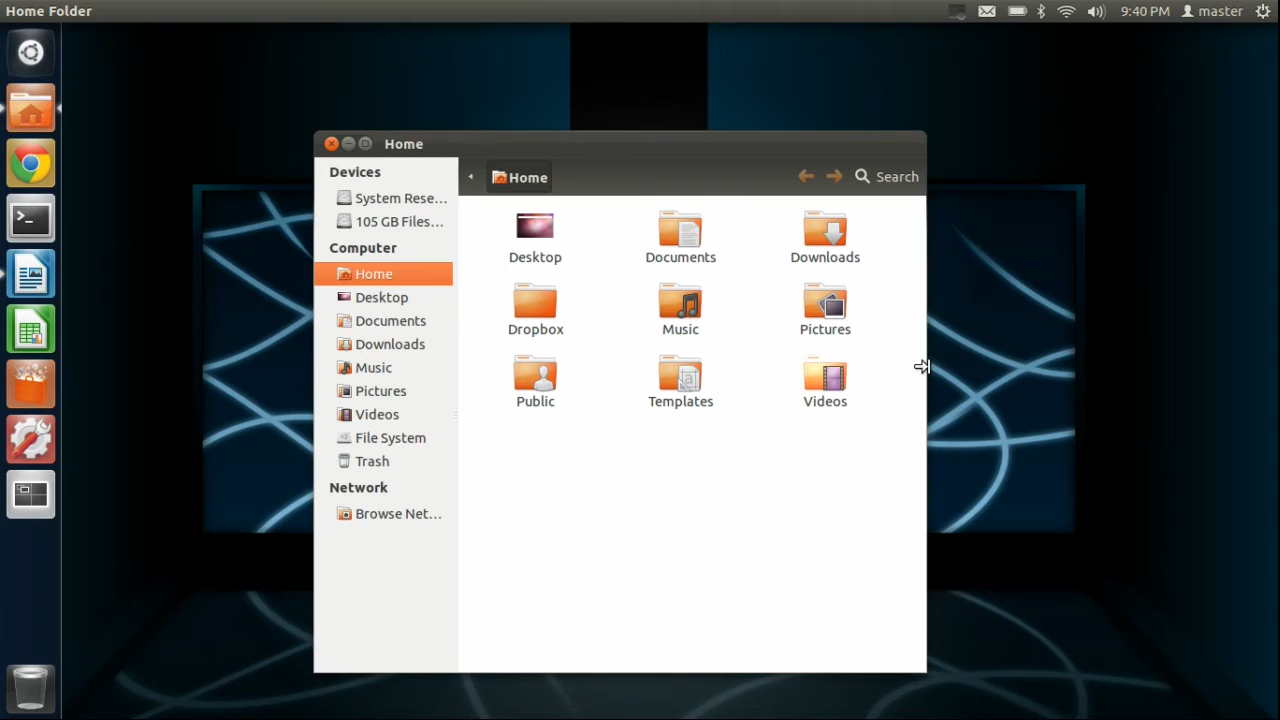 Home Folder
9:40 PM
master
Home
Devices
System Rese...
105 GB Files...
Computer
Home
Desktop
Documents
Downloads
Music
Pictures
Videos
File System
Trash
Network
Browse Net...
Home
Search
Desktop
Documents
Downloads
Dropbox
Music
Pictures
Public
Templates
Videos